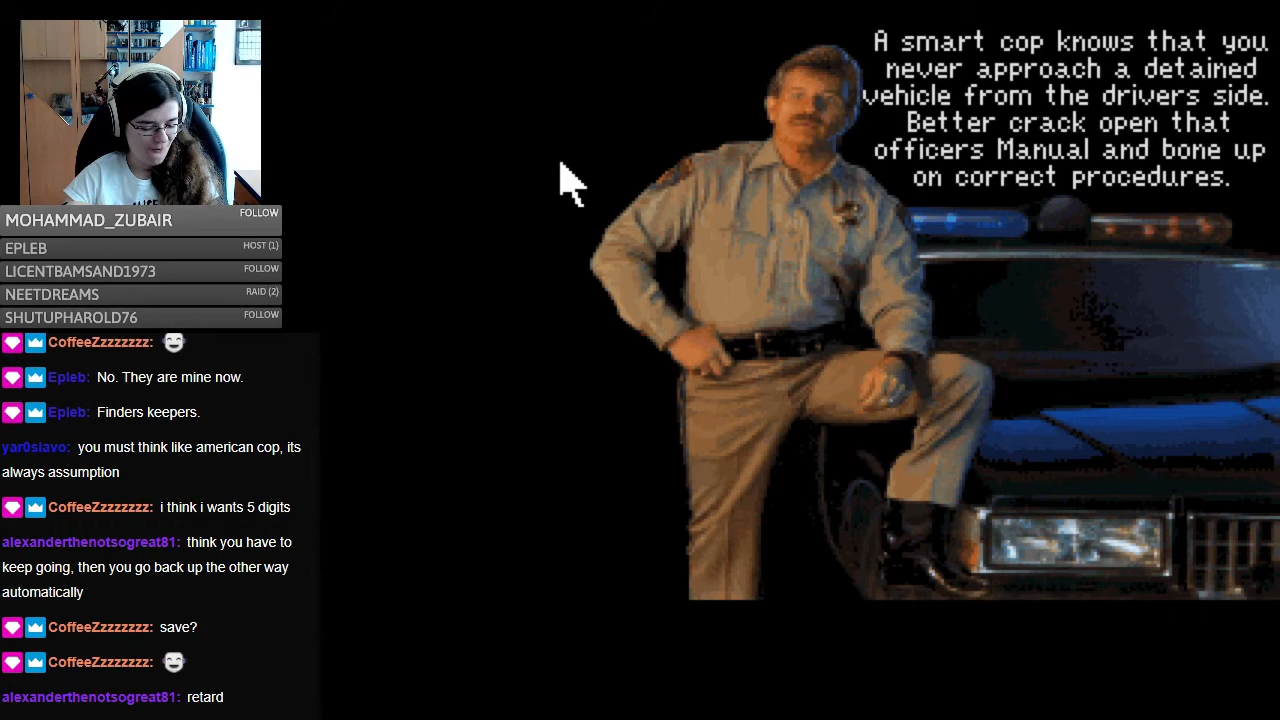 A smart cop knows that you
never approach a detained
vehicle from the drivers side.
Better crack open that
officers Manual and bone up
on correct procedures.
MOHAMMAD_ZUBAIR FOLLOW
EPLEB HOST (1)
LICENTBAMSAND1973 FOLLOW
NEETDREAMS RAID (2)
SHUTUPHAROLD76 FOLLOW
CoffeeZzzzzzzz:
Epleb: No. They are mine now.
Epleb: Finders keepers.
yar0slavo: you must think like american cop, its
always assumption
CoffeeZzzzzzzz: i think i wants 5 digits
alexanderthenotsogreat81: think you have to
keep going, then you go back up the other way
automatically
CoffeeZzzzzzzz: save?
CoffeeZzzzzzzz:
alexanderthenotsogreat81: retard